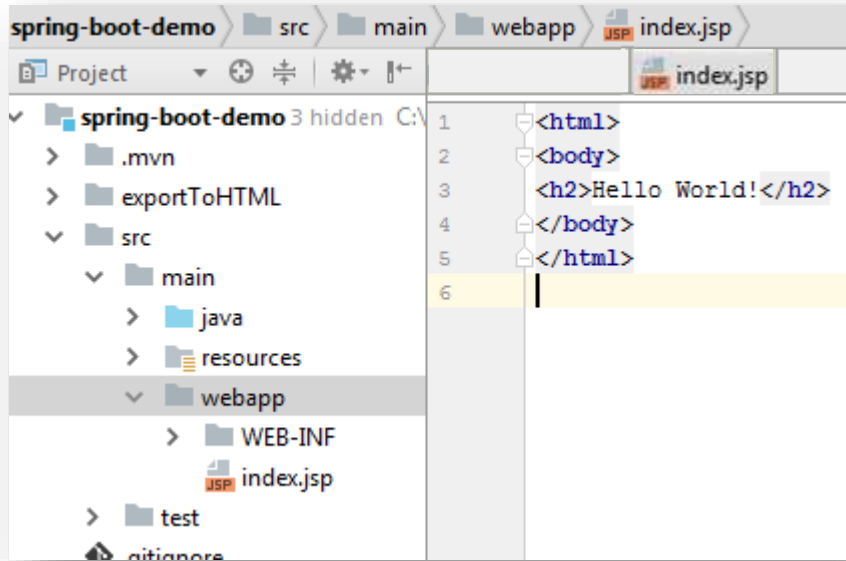 spring-boot-demo src main webapp index.jsp
Project
index.jsp
spring-boot-demo 3 hidden C:\
.mvn
exportToHTML
src
main
java
resources
webapp
WEB-INF
JSP index.jsp
test
.gitignore
1 <html>
2 <body>
3 <h2>Hello World!</h2>
4 </body>
5 </html>
6